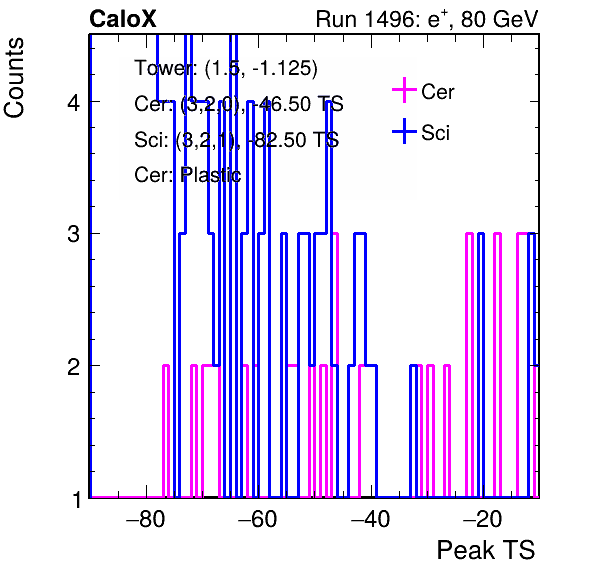 CaloX
Run 1496: e+, 80 GeV
Counts
Tower: (1.5, -1.125)
Cer: (3,2,0), -46.50 TS
Sci: (3,2,1), -82.50 TS
Cer: Plastic
Cer
Sci
4
3
2
1
−80
−60
−40
−20
Peak TS